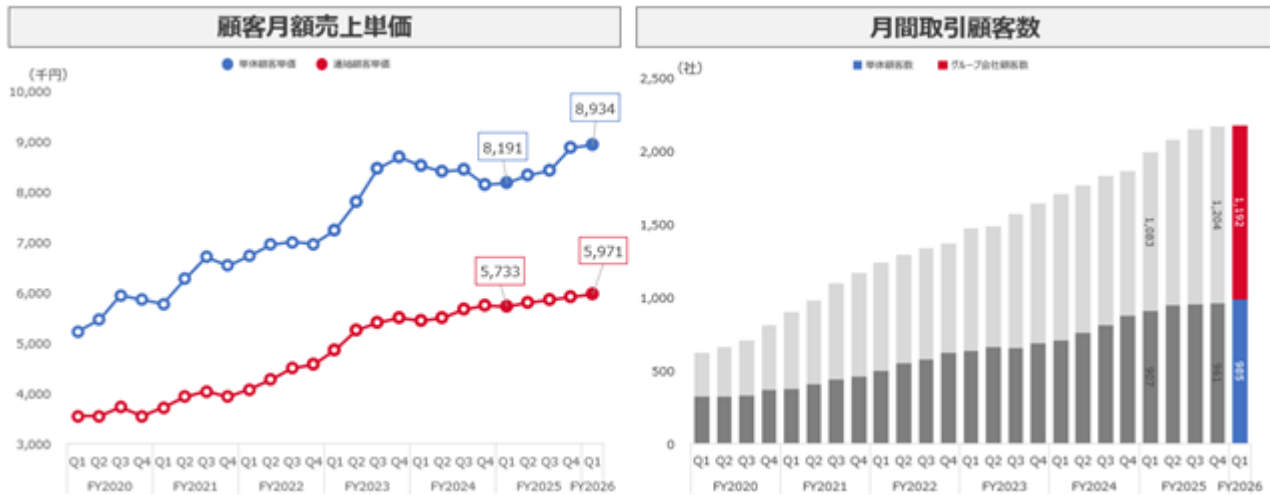 顧客月額売上単価
単体顧客単価 連結顧客単価
(千円)
10,000
9,000
8,000
7,000
6,000
5,000
4,000
3,000
8,191
8,934
5,733
5,971
Q1 Q2 Q3 Q4 Q1 Q2 Q3 Q4 Q1 Q2 Q3 Q4 Q1 Q2 Q3 Q4 Q1 Q2 Q3 Q4 Q1 Q2 Q3 Q4 Q1
FY2020 FY2021 FY2022 FY2023 FY2024 FY2025 FY2026
月間取引顧客数
単体顧客数 グループ会社顧客数
(社)
2,500
2,000
1,500
1,000
500
0
1,083
1,204
1,192
907
961
985
Q1 Q2 Q3 Q4 Q1 Q2 Q3 Q4 Q1 Q2 Q3 Q4 Q1 Q2 Q3 Q4 Q1 Q2 Q3 Q4 Q1 Q2 Q3 Q4 Q1
FY2020 FY2021 FY2022 FY2023 FY2024 FY2025 FY2026